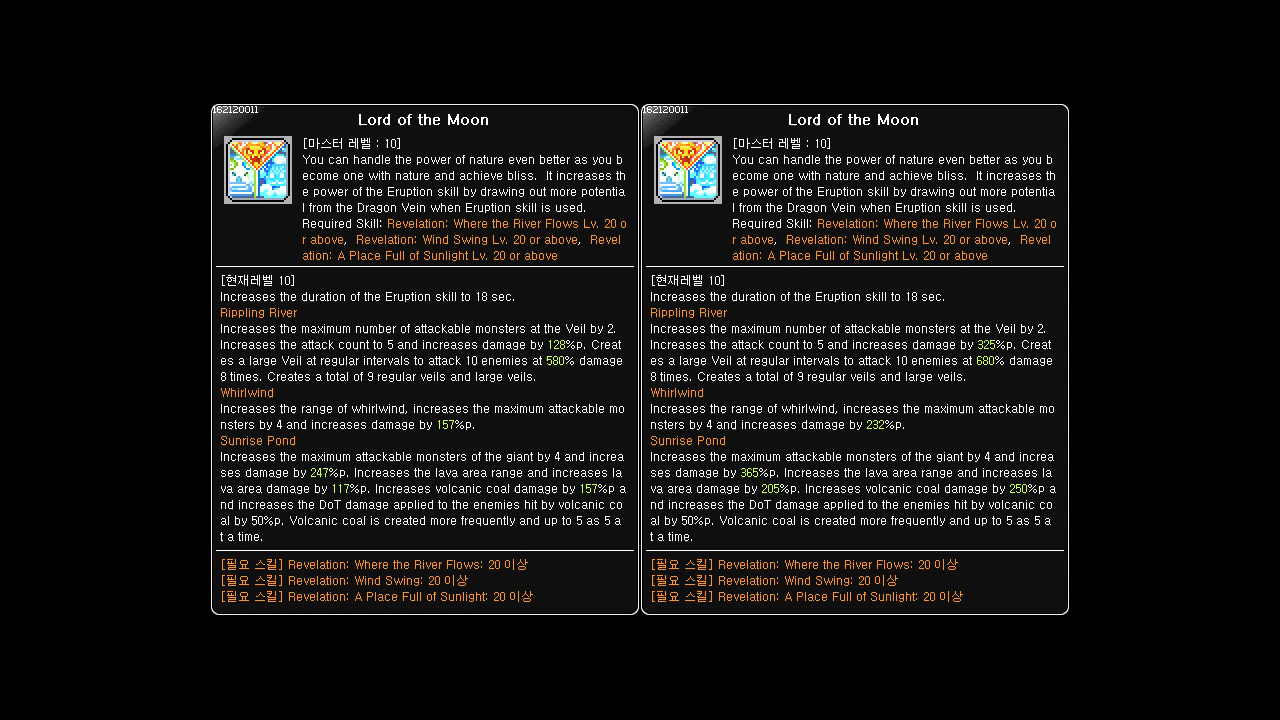 162120011
Lord of the Moon
[마스터 레벨 : 10]
You can handle the power of nature even better as you b
ecome one with nature and achieve bliss.  It increases th
e power of the Eruption skill by drawing out more potentia
l from the Dragon Vein when Eruption skill is used.
Required Skill: Revelation: Where the River Flows Lv. 20 o
r above,  Revelation: Wind Swing Lv. 20 or above,  Revel
ation: A Place Full of Sunlight Lv. 20 or above
[현재레벨 10]
Increases the duration of the Eruption skill to 18 sec.
Rippling River
Increases the maximum number of attackable monsters at the Veil by 2.
Increases the attack count to 5 and increases damage by 128%p. Creat
es a large Veil at regular intervals to attack 10 enemies at 580% damage
8 times. Creates a total of 9 regular veils and large veils.
Whirlwind
Increases the range of whirlwind, increases the maximum attackable mo
nsters by 4 and increases damage by 157%p.
Sunrise Pond
Increases the maximum attackable monsters of the giant by 4 and increa
ses damage by 247%p. Increases the lava area range and increases la
va area damage by 117%p. Increases volcanic coal damage by 157%p a
nd increases the DoT damage applied to the enemies hit by volcanic co
al by 50%p. Volcanic coal is created more frequently and up to 5 as 5 a
t a time.
[필요 스킬] Revelation: Where the River Flows: 20 이상
[필요 스킬] Revelation: Wind Swing: 20 이상
[필요 스킬] Revelation: A Place Full of Sunlight: 20 이상
162120011
Lord of the Moon
[마스터 레벨 : 10]
You can handle the power of nature even better as you b
ecome one with nature and achieve bliss.  It increases th
e power of the Eruption skill by drawing out more potentia
l from the Dragon Vein when Eruption skill is used.
Required Skill: Revelation: Where the River Flows Lv. 20 o
r above,  Revelation: Wind Swing Lv. 20 or above,  Revel
ation: A Place Full of Sunlight Lv. 20 or above
[현재레벨 10]
Increases the duration of the Eruption skill to 18 sec.
Rippling River
Increases the maximum number of attackable monsters at the Veil by 2.
Increases the attack count to 5 and increases damage by 325%p. Creat
es a large Veil at regular intervals to attack 10 enemies at 680% damage
8 times. Creates a total of 9 regular veils and large veils.
Whirlwind
Increases the range of whirlwind, increases the maximum attackable mo
nsters by 4 and increases damage by 232%p.
Sunrise Pond
Increases the maximum attackable monsters of the giant by 4 and increa
ses damage by 365%p. Increases the lava area range and increases la
va area damage by 205%p. Increases volcanic coal damage by 250%p a
nd increases the DoT damage applied to the enemies hit by volcanic co
al by 50%p. Volcanic coal is created more frequently and up to 5 as 5 a
t a time.
[필요 스킬] Revelation: Where the River Flows: 20 이상
[필요 스킬] Revelation: Wind Swing: 20 이상
[필요 스킬] Revelation: A Place Full of Sunlight: 20 이상